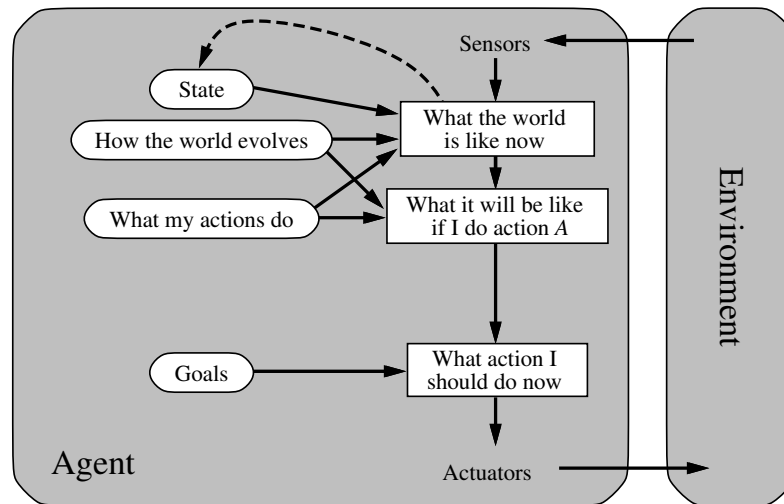 Sensors
State
What the world
is like now
How the world evolves
What my actions do
What it will be like
if I do action A
Environment
Goals
What action I
should do now
Agent
Actuators